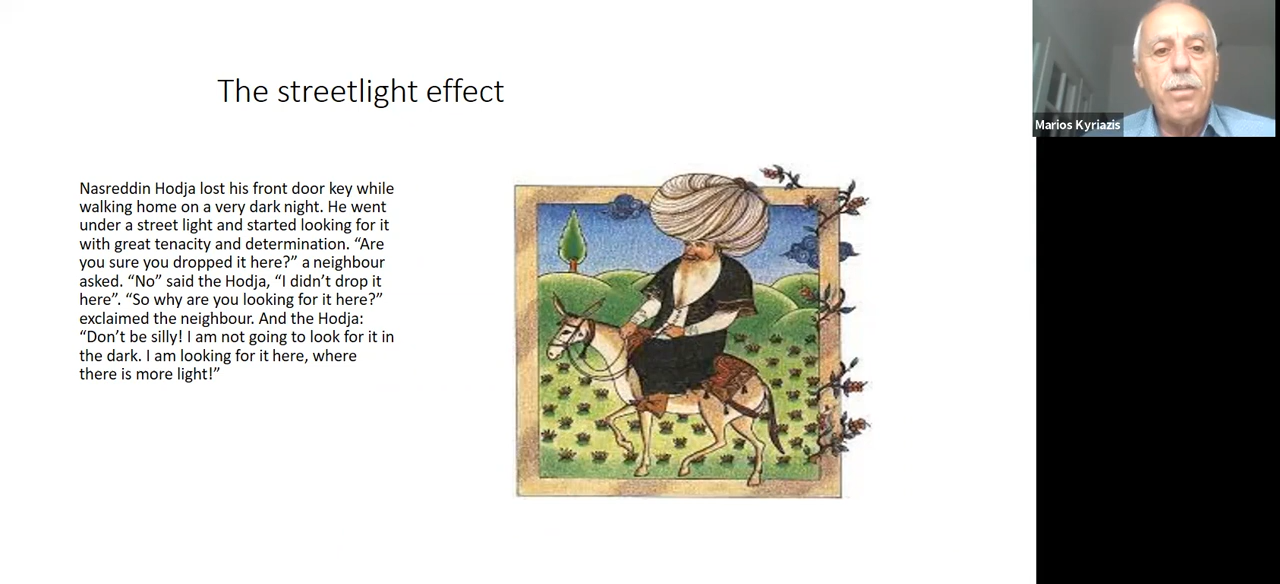 The streetlight effect
Nasreddin Hodja lost his front door key while
walking home on a very dark night. He went
under a street light and started looking for it
with great tenacity and determination. “Are
you sure you dropped it here?” a neighbour
asked. “No” said the Hodja, “I didn’t drop it
here”. “So why are you looking for it here?”
exclaimed the neighbour. And the Hodja:
“Don’t be silly! I am not going to look for it in
the dark. I am looking for it here, where
there is more light!”
Marios Kyriazis